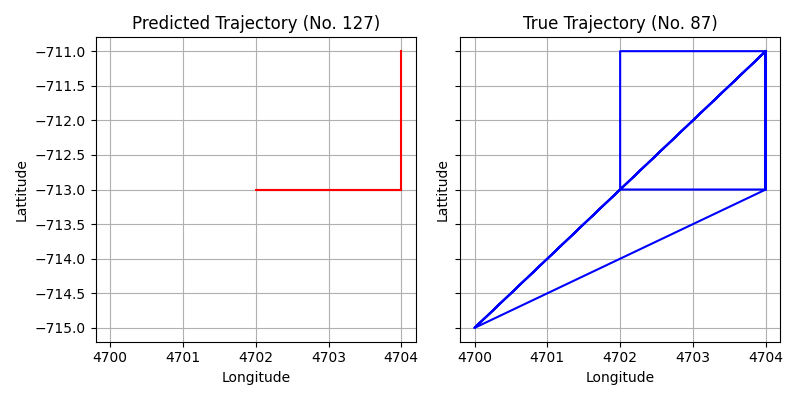 Predicted Trajectory (No. 127)
True Trajectory (No. 87)
−711.0
−711.5
−712.0
−712.5
−713.0
−713.5
−714.0
−714.5
−715.0
Lattitude
Lattitude
4700 4701 4702 4703 4704
4700 4701 4702 4703 4704
Longitude
Longitude